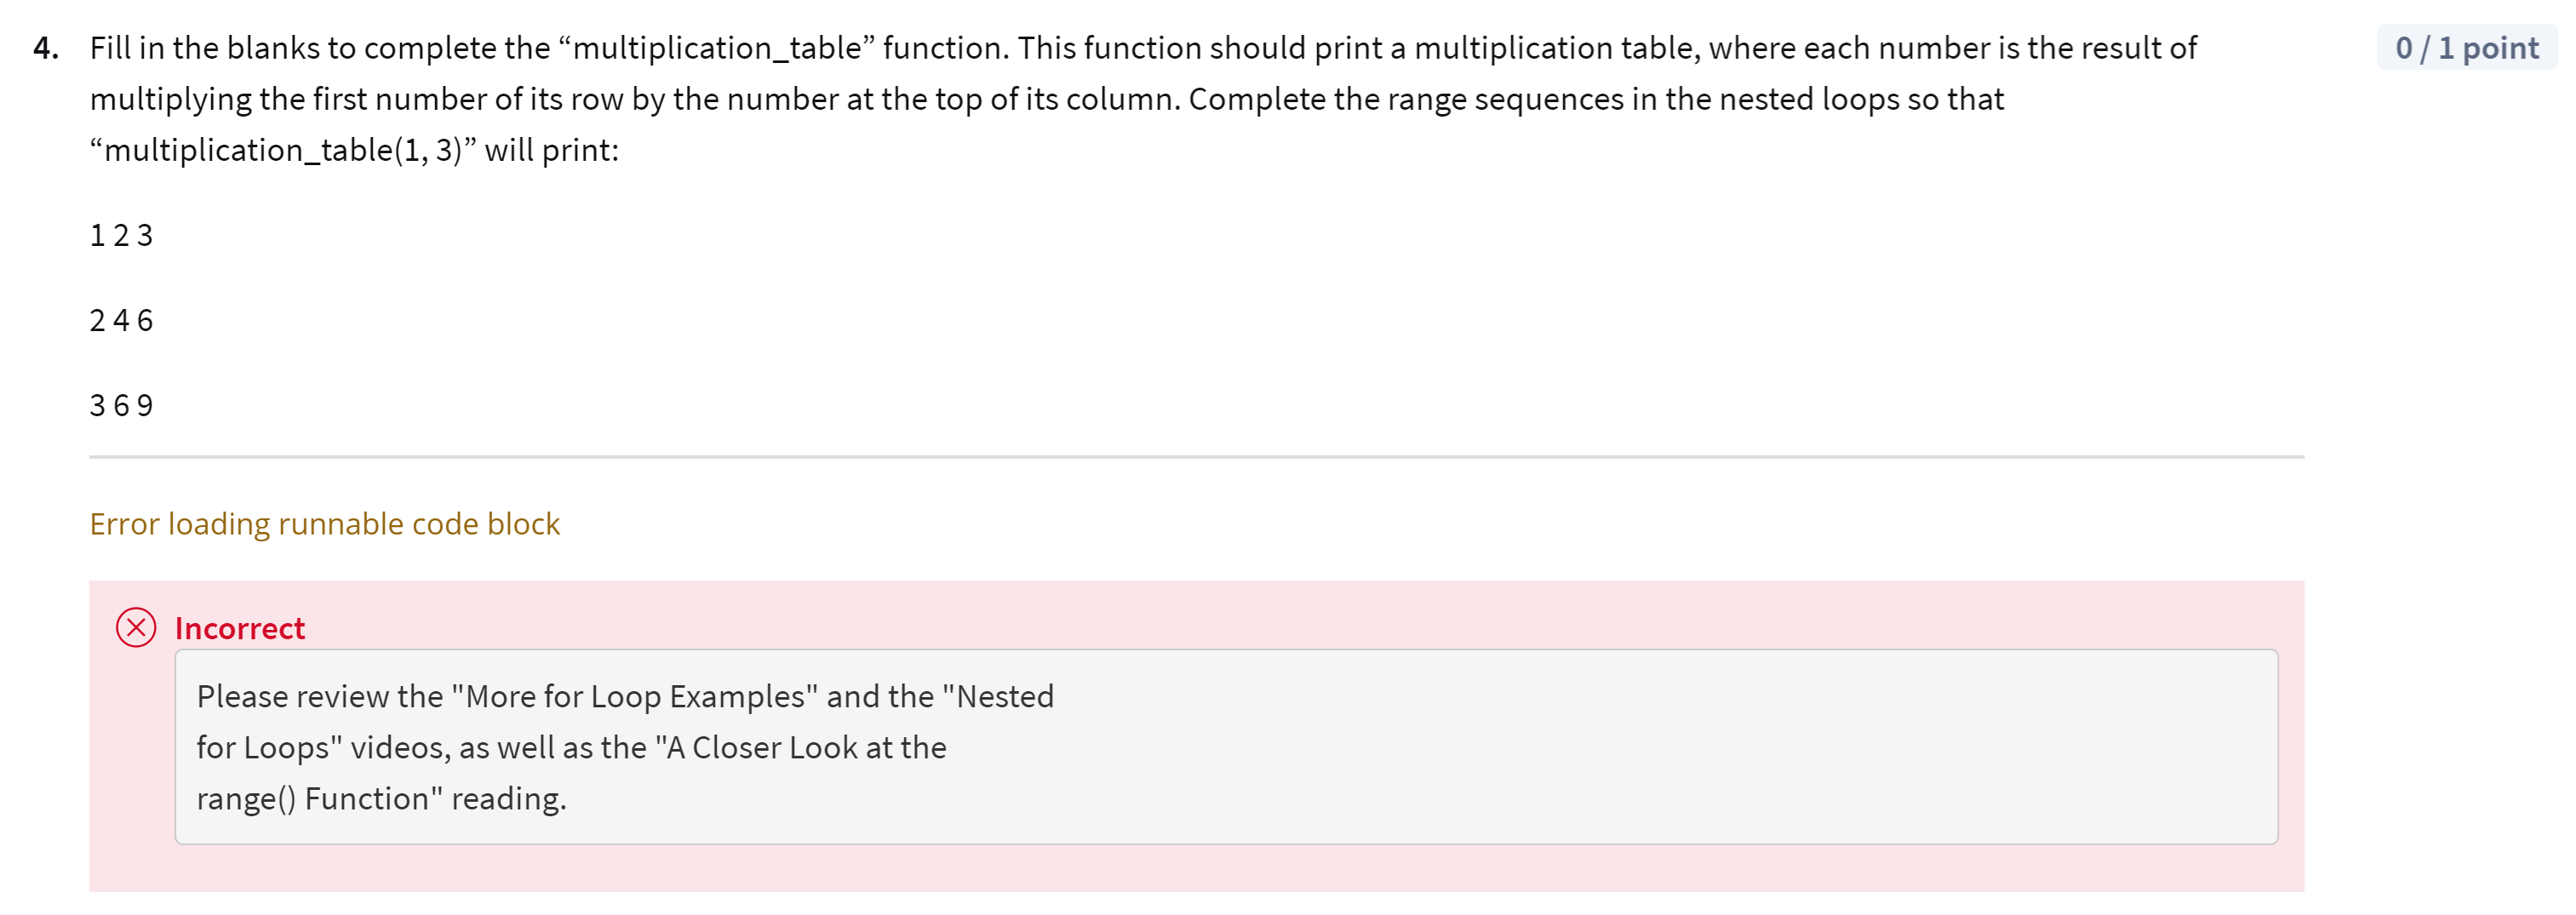 4. Fill in the blanks to complete the “multiplication_table” function. This function should print a multiplication table, where each number is the result of
0 / 1 point
multiplying the first number of its row by the number at the top of its column. Complete the range sequences in the nested loops so that
“multiplication_table(1, 3)” will print:
1 2 3
2 4 6
3 6 9
Error loading runnable code block
Incorrect
Please review the "More for Loop Examples" and the "Nested
for Loops" videos, as well as the "A Closer Look at the
range() Function" reading.